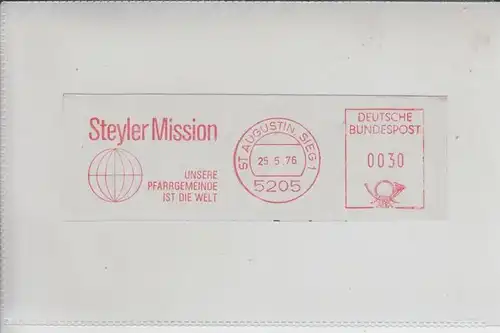 Steyler Mission
UNSERE
PFARRGEMEINDE
IST DIE WELT
ST AUGUSTIN, SIEG 1
25.5.76
5205
DEUTSCHE
BUNDESPOST
0030